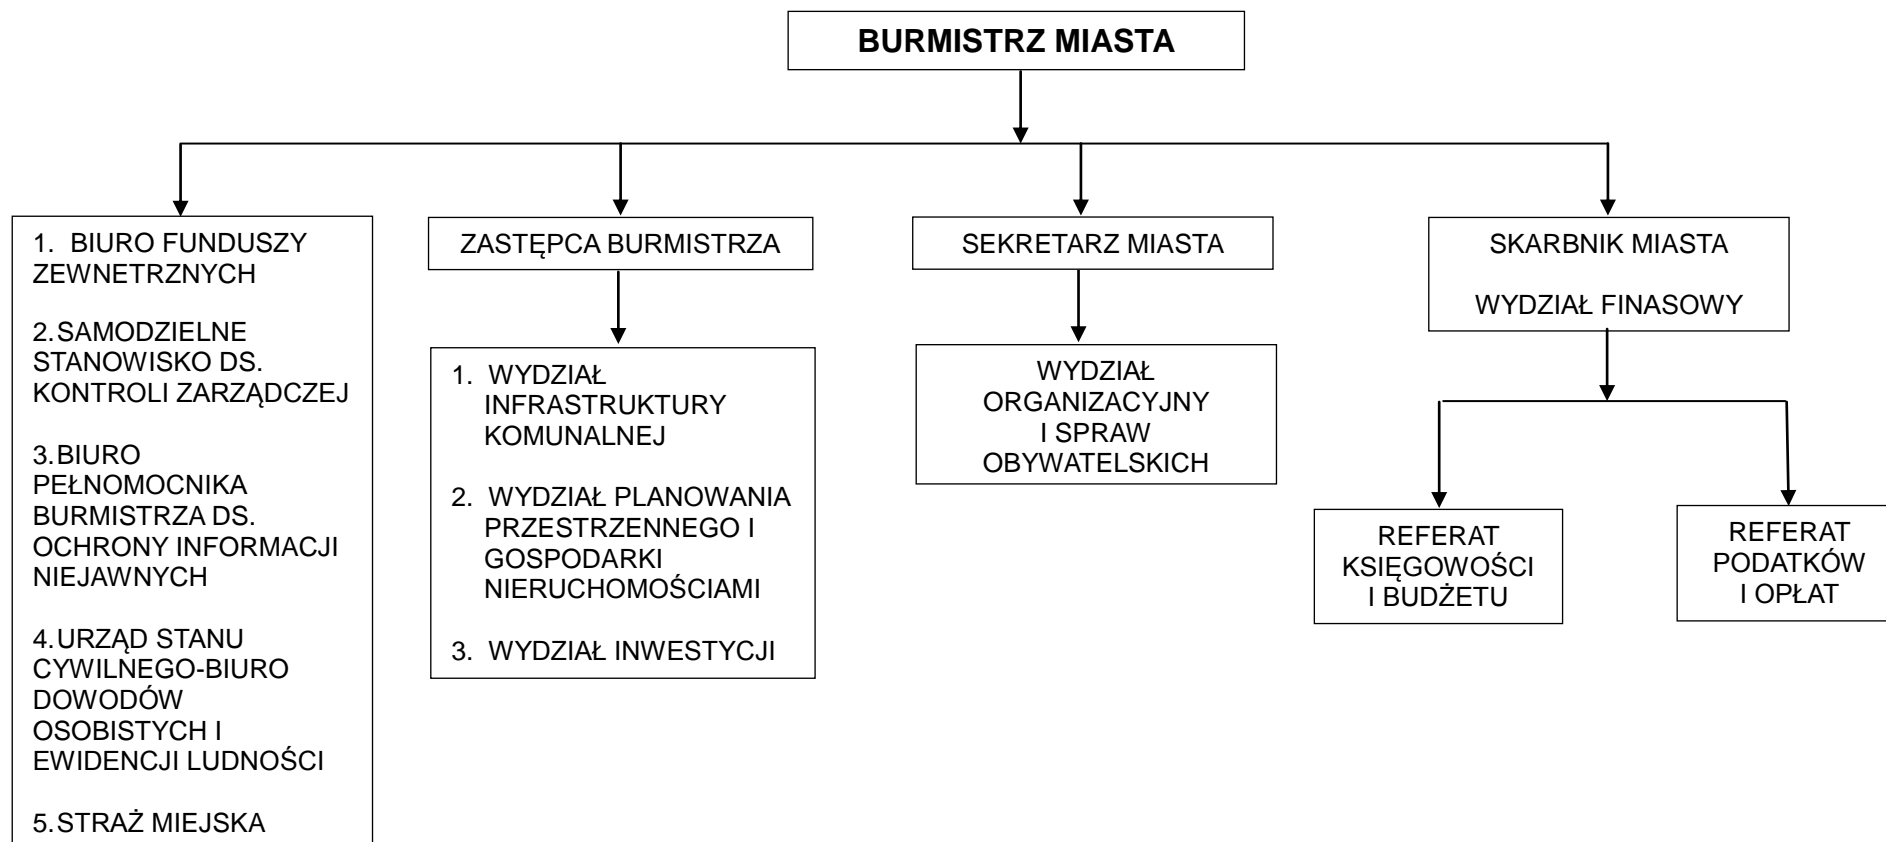 BURMISTRZ MIASTA
1. BIURO FUNDUSZY
ZEWNETRZNYCH
2.SAMODZIELNE
STANOWISKO DS.
KONTROLI ZARZĄDCZEJ
3.BIURO
PEŁNOMOCNIKA
BURMISTRZA DS.
OCHRONY INFORMACJI
NIEJAWNYCH
4.URZĄD STANU
CYWILNEGO-BIURO
DOWODÓW
OSOBISTYCH I
EWIDENCJI LUDNOŚCI
5.STRAŻ MIEJSKA
ZASTĘPCA BURMISTRZA
1. WYDZIAŁ
INFRASTRUKTURY
KOMUNALNEJ
2. WYDZIAŁ PLANOWANIA
PRZESTRZENNEGO I
GOSPODARKI
NIERUCHOMOŚCIAMI
3. WYDZIAŁ INWESTYCJI
SEKRETARZ MIASTA
WYDZIAŁ
ORGANIZACYJNY
I SPRAW
OBYWATELSKICH
SKARBNIK MIASTA
WYDZIAŁ FINASOWY
REFERAT
KSIĘGOWOŚCI
I BUDŻETU
REFERAT
PODATKÓW
I OPŁAT